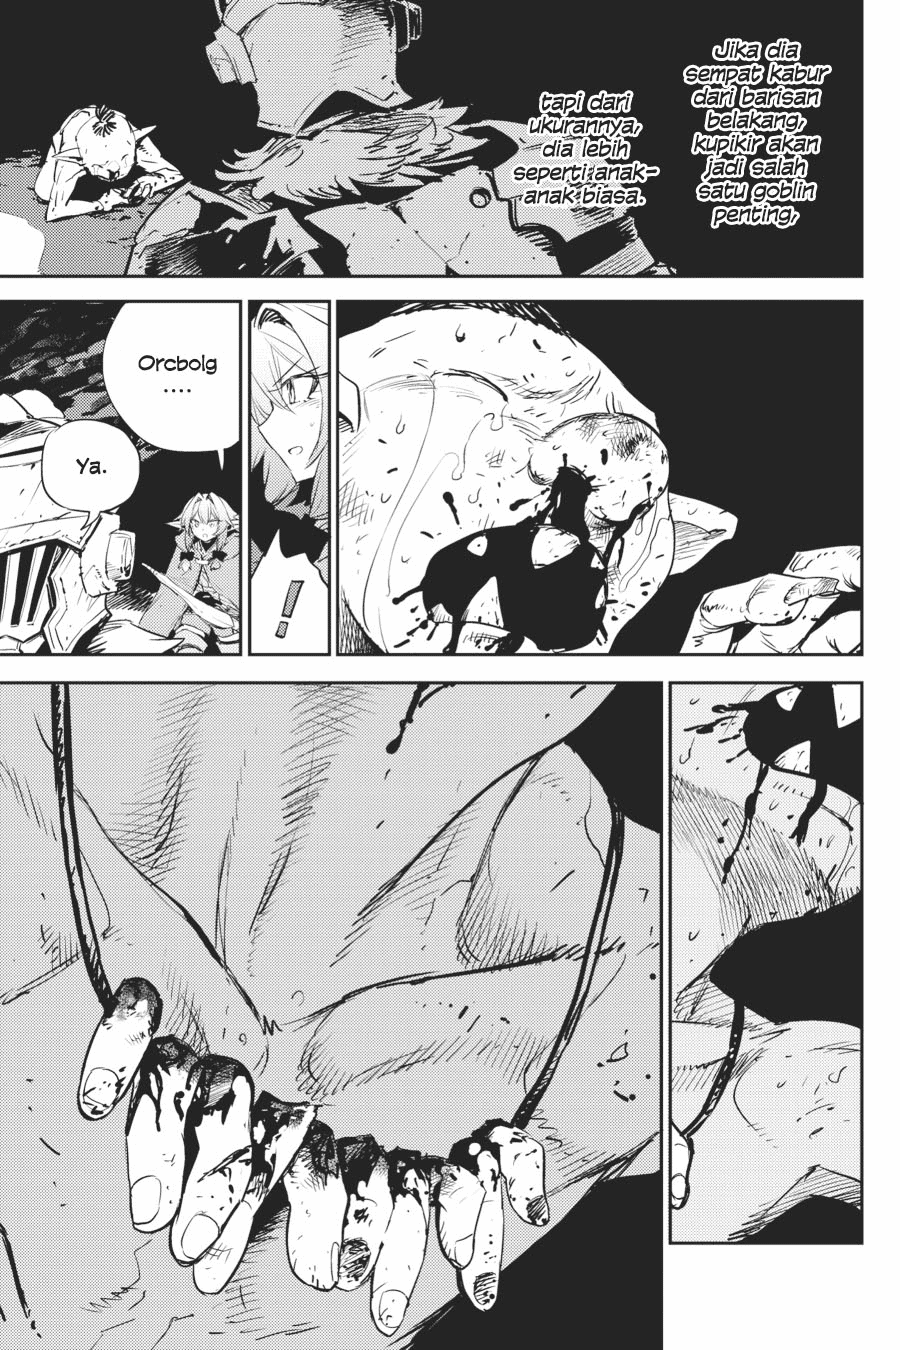 Jika dia
sempat kabur
dari barisan
belakang,
kupikir akan
jadi salah
satu goblin
penting,
tapi dari
ukurannya,
dia lebih
seperti anak-
anak biasa.
!
Orcbolg
....
Ya.